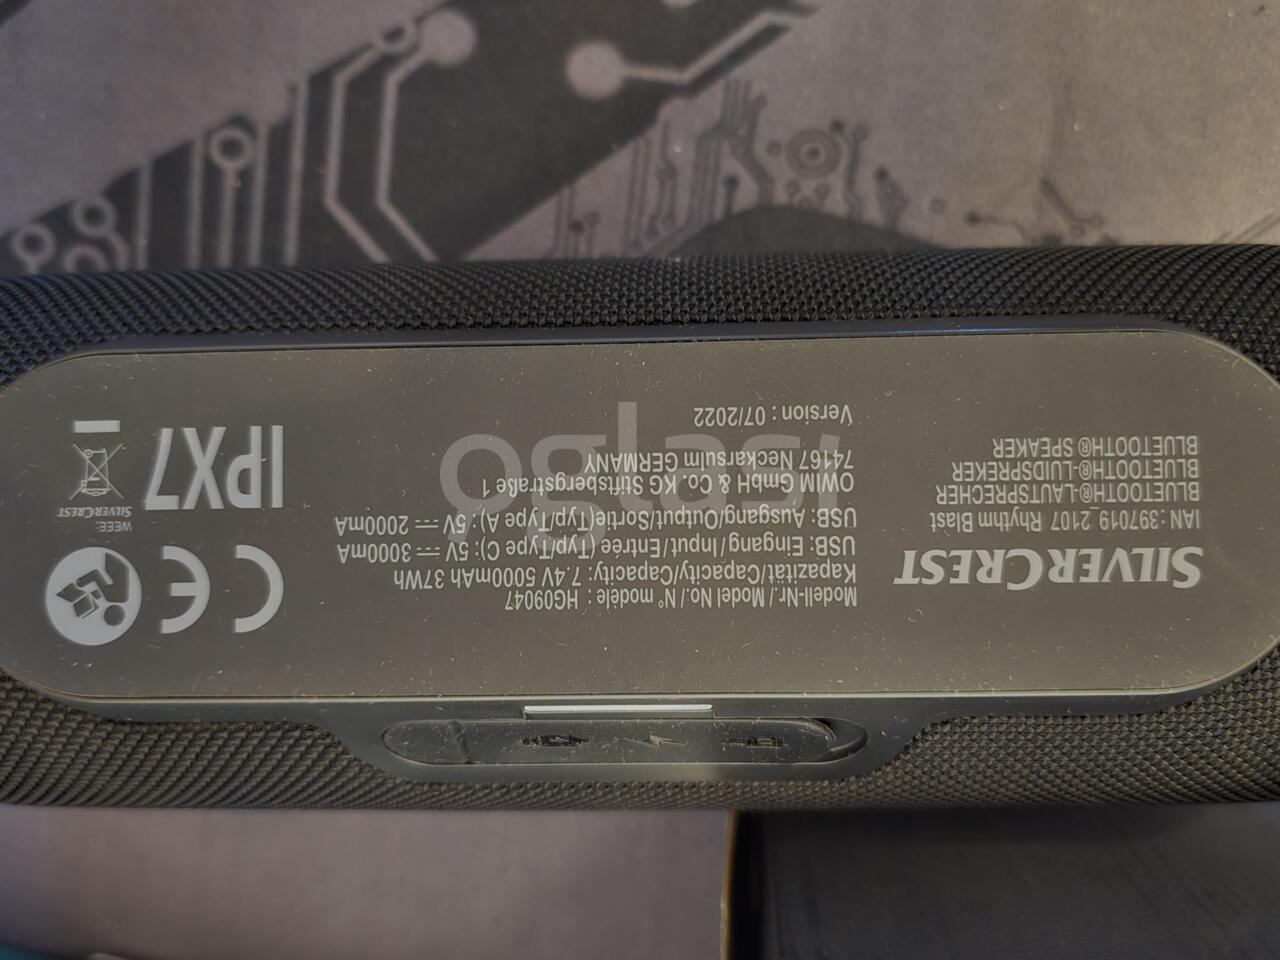 SILVERCREST
IAN : 397019_2107 Rhythm Blast
BLUETOOTH®-LAUTSPRECHER
BLUETOOTH®-LUIDSPREKER
BLUETOOTH® SPEAKER
Modell-Nr./ Model No./ N° modèle : HG09047
Kapazität/Capacity/Capacity: 7.4V 5000mAh 37Wh
USB: Eingang/Input/Entrée (Typ/Type C): 5V ⎓ 3000mA
USB: Ausgang/Output/Sortie(Typ/Type A): 5V ⎓ 2000mA
OWIM GmbH & Co. KG Stiftsbergstraße 1
74167 Neckarsulm GERMANY
Version : 07/2022
CE
WEEE:
SILVERCREST
IPX7
oglasi